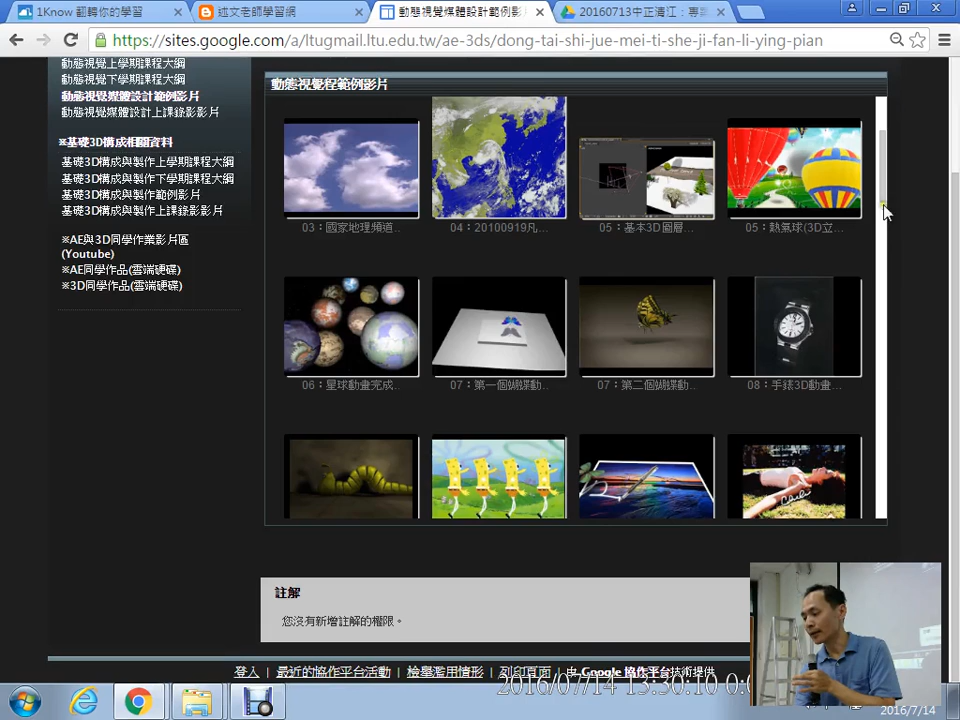 1Know 翻轉你的學習
述文老師學習網
動態視覺媒體設計範例影
20160713中正清江：專
https://sites.google.com/a/ltugmail.ltu.edu.tw/ae-3ds/dong-tai-shi-jue-mei-ti-she-ji-fan-li-ying-pian
動態視覺上學期課程大綱
動態視覺下學期課程大綱
動態視覺媒體設計範例影片
動態視覺媒體設計上課錄影影片
※基礎3D構成相關資料
基礎3D構成與製作上學期課程大綱
基礎3D構成與製作下學期課程大綱
基礎3D構成與製作範例影片
基礎3D構成與製作上課錄影影片
※AE與3D同學作業影片區
(Youtube)
※AE同學作品(雲端硬碟)
※3D同學作品(雲端硬碟)
動態視覺程範例影片
03：國家地理頻道..
04：20100919凡...
05：基本3D圖層...
05：熱氣球(3D立...
06：星球動畫完成..
07：第一個蝴蝶動..
07：第二個蝴蝶動..
08：手錶3D動畫...
註解
您沒有新增註解的權限。
登入 | 最近的協作平台活動 | 檢舉濫用情形 | 列印頁面 | 由 Google 協作平台技術提供
2016/07/14 13:30:10
2016/7/14